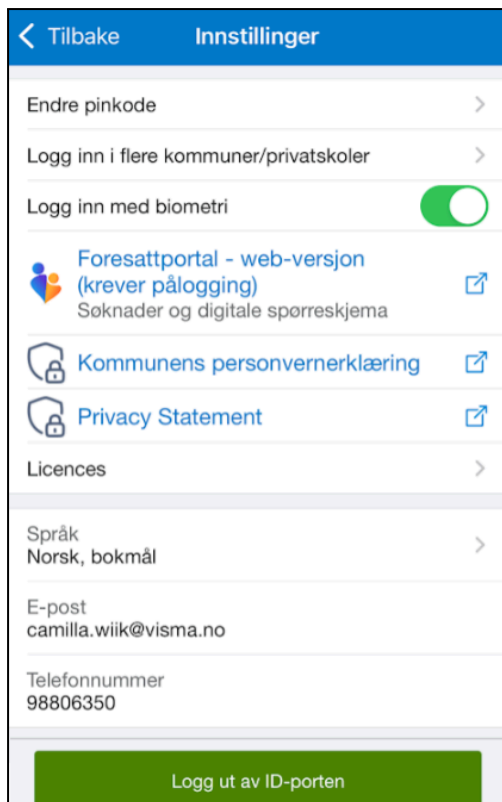 Tilbake Innstillinger
Endre pinkode
Logg inn i flere kommuner/privatskoler
Logg inn med biometri
Foresattportal - web-versjon
(krever pålogging)
Søknader og digitale spørreskjema
Kommunens personvernerklæring
Privacy Statement
Licences
Språk
Norsk, bokmål
E-post
camilla.wiik@visma.no
Telefonnummer
98806350
Logg ut av ID-porten